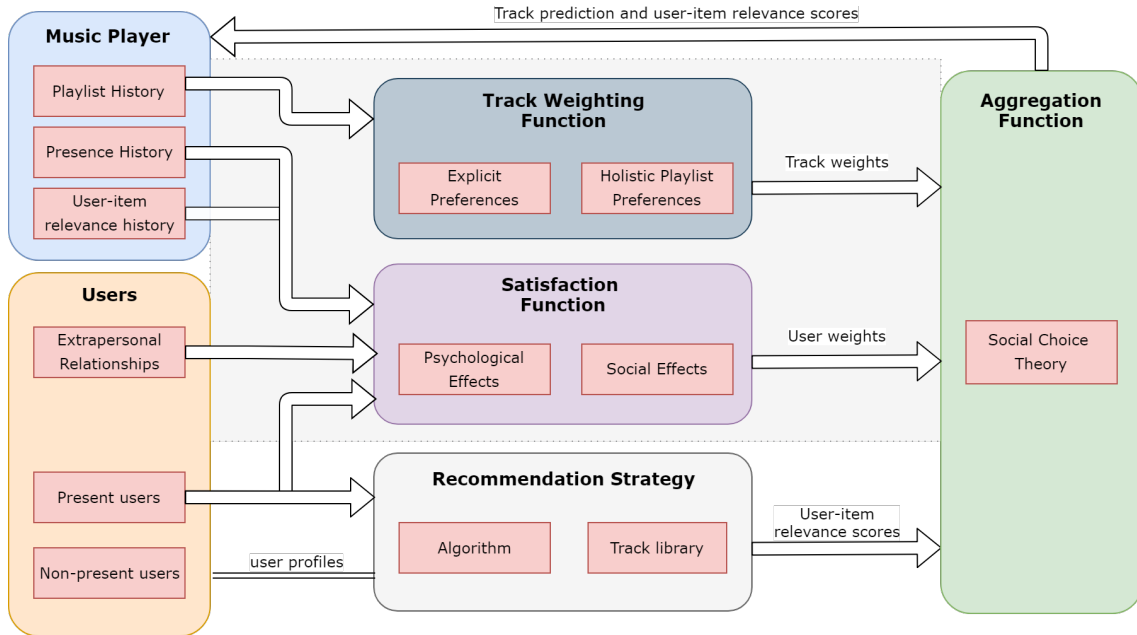 Track prediction and user-item relevance scores
Music Player
Playlist History
Presence History
User-item
relevance history
Users
Extrapersonal
Relationships
Present users
Non-present users
user profiles
Track Weighting
Function
Explicit
Preferences
Holistic Playlist
Preferences
Track weights
Satisfaction
Function
Psychological
Effects
Social Effects
User weights
Recommendation Strategy
Algorithm
Track library
User-item
relevance scores
Aggregation
Function
Social Choice
Theory